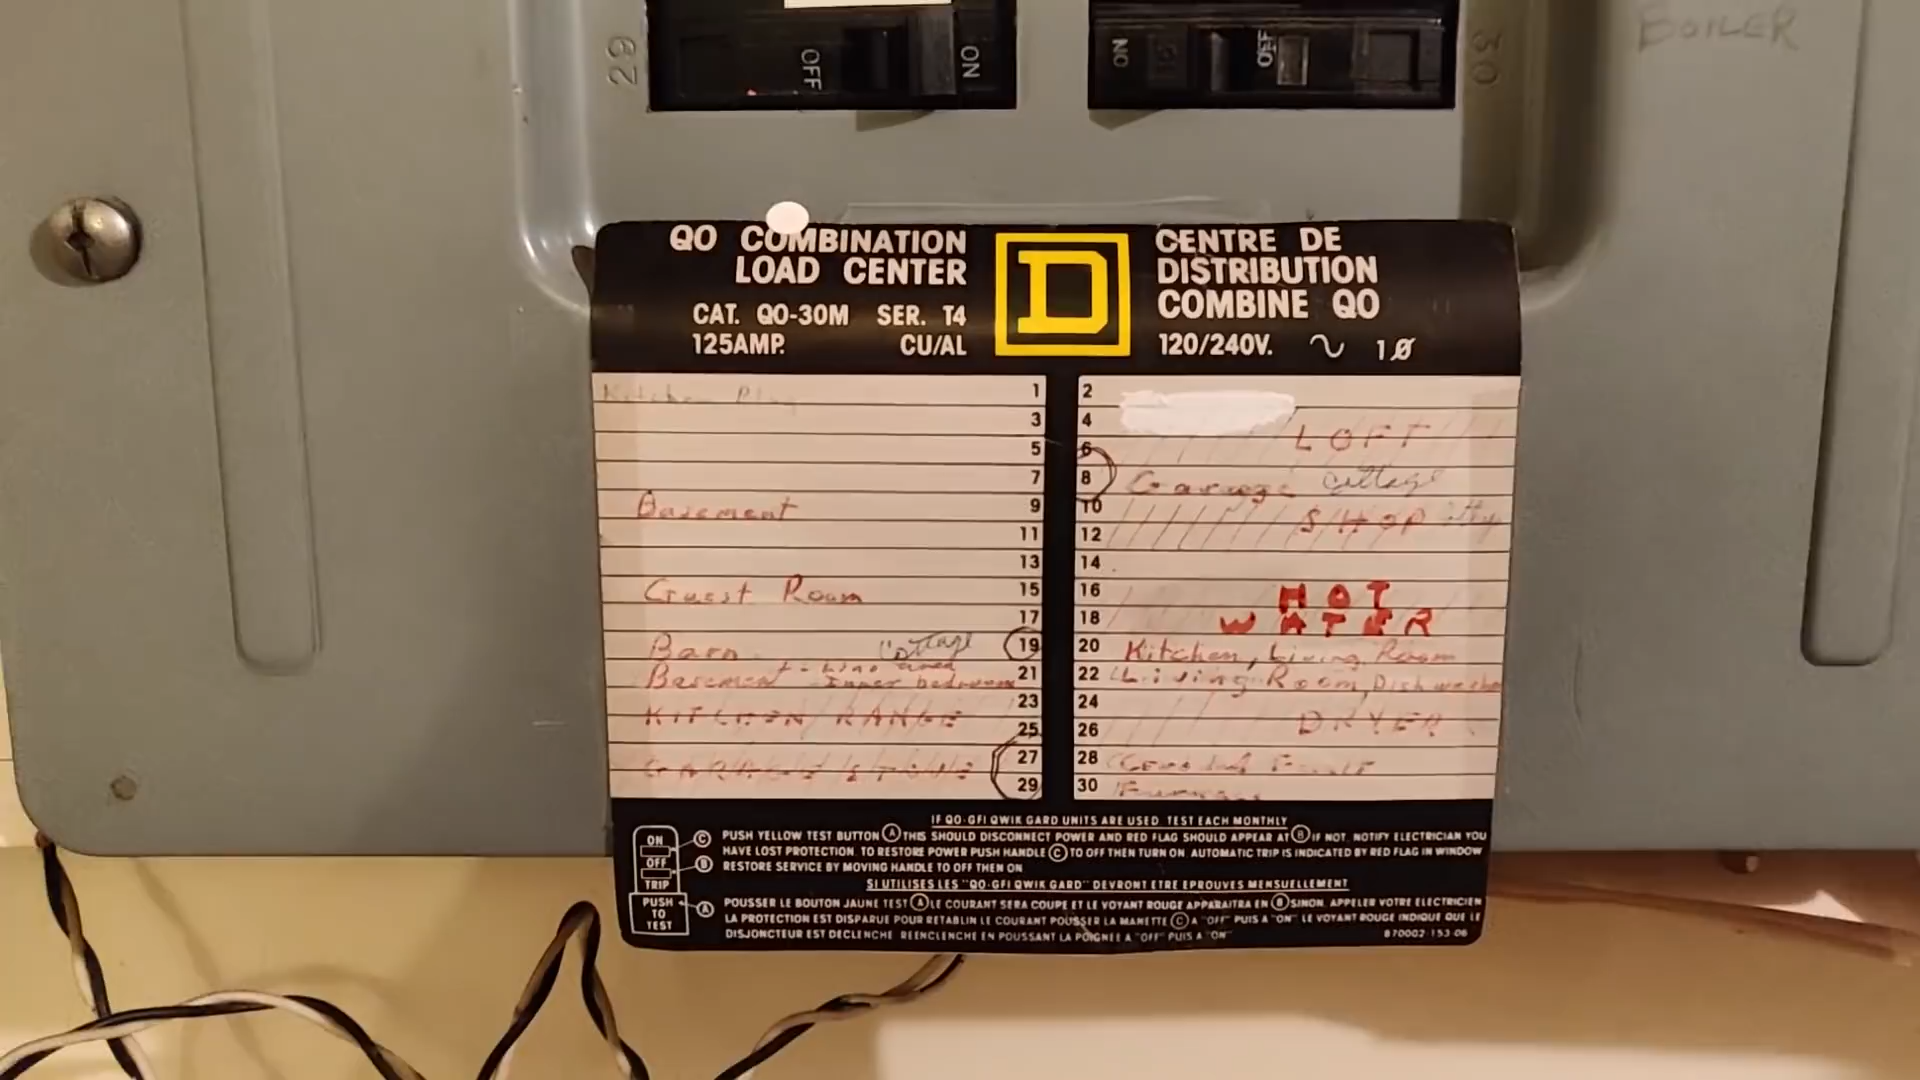 BOILER
29 OFF ON
ON 15 OFF 30
QO COMBINATION
LOAD CENTER
CAT. QO-30M SER. T4
125AMP. CU/AL
D
CENTRE DE
DISTRIBUTION
COMBINE QO
120/240V. ~ 1Ø
Kitchen Plug 1
3
5
7
Basement 9
11
13
Guest Room 15
17
Barn Cottage 19
Basement 21
KITCHEN RANGE 23
25
GARAGE STOVE 27
29
2
4 LOFT
6
8 Garage Cottage
10 SHOP
12
14
16 HOT
18 WATER
20 Kitchen, Living Room
22 Living Room, Dishwasher
24 DRYER
26
28
30 Furnace
IF QO-GFI QWIK GARD UNITS ARE USED TEST EACH MONTHLY
ON
OFF
TRIP
PUSH
TO
TEST
C PUSH YELLOW TEST BUTTON A THIS SHOULD DISCONNECT POWER AND RED FLAG SHOULD APPEAR AT B IF NOT, NOTIFY ELECTRICIAN YOU
HAVE LOST PROTECTION TO RESTORE POWER PUSH HANDLE C TO OFF THEN TURN ON AUTOMATIC TRIP IS INDICATED BY RED FLAG IN WINDOW
B RESTORE SERVICE BY MOVING HANDLE TO OFF THEN ON
SI UTILISES LES "QO-GFI QWIK GARD" DEVRONT ETRE EPROUVES MENSUELLEMENT
A POUSSER LE BOUTON JAUNE TEST A LE COURANT SERA COUPE ET LE VOYANT ROUGE APPARAITRA EN B SINON, APPELER VOTRE ELECTRICIEN
LA PROTECTION EST DISPARUE POUR RETABLIR LE COURANT POUSSER LA MANETTE C A "OFF" PUIS A "ON" LE VOYANT ROUGE INDIQUE QUE LE
DISJONCTEUR EST DECLENCHE REENCLENCHE EN POUSSANT LA POIGNEE A "OFF" PUIS A "ON"
870002-153-06